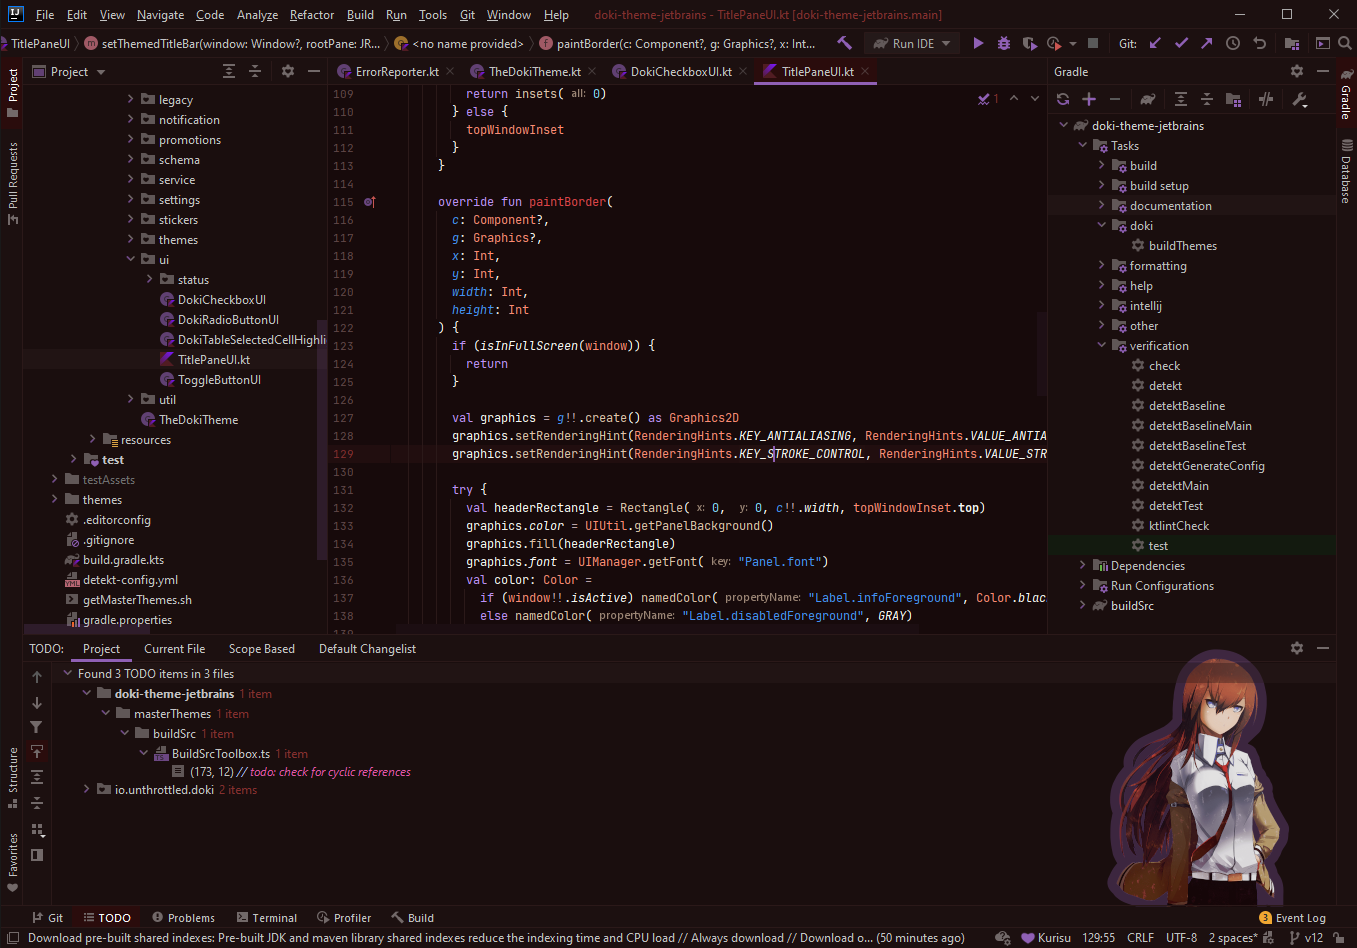 IJ File Edit View Navigate Code Analyze Refactor Build Run Tools Git Window Help doki-theme-jetbrains - TitlePaneUI.kt [doki-theme-jetbrains.main]
TitlePaneUI m setThemedTitleBar(window: Window?, rootPane: JR... <no name provided> f paintBorder(c: Component?, g: Graphics?, x: Int... Run IDE Git:
Project
ErrorReporter.kt TheDokiTheme.kt DokiCheckboxUI.kt TitlePaneUI.kt
Gradle
Project
Pull Requests
Structure
Favorites
legacy
notification
promotions
schema
service
settings
stickers
themes
ui
status
DokiCheckboxUI
DokiRadioButtonUI
DokiTableSelectedCellHighli
TitlePaneUI.kt
ToggleButtonUI
util
TheDokiTheme
resources
test
testAssets
themes
.editorconfig
.gitignore
build.gradle.kts
detekt-config.yml
getMasterThemes.sh
gradle.properties
109 return insets( all: 0)
110 } else {
111 topWindowInset
112 }
113 }
114
115 override fun paintBorder(
116 c: Component?,
117 g: Graphics?,
118 x: Int,
119 y: Int,
120 width: Int,
121 height: Int
122 ) {
123 if (isInFullScreen(window)) {
124 return
125 }
126
127 val graphics = g!!.create() as Graphics2D
128 graphics.setRenderingHint(RenderingHints.KEY_ANTIALIASING, RenderingHints.VALUE_ANTIA
129 graphics.setRenderingHint(RenderingHints.KEY_STROKE_CONTROL, RenderingHints.VALUE_STR
130
131 try {
132 val headerRectangle = Rectangle( x: 0, y: 0, c!!.width, topWindowInset.top)
133 graphics.color = UIUtil.getPanelBackground()
134 graphics.fill(headerRectangle)
135 graphics.font = UIManager.getFont( key: "Panel.font")
136 val color: Color =
137 if (window!!.isActive) namedColor( propertyName: "Label.infoForeground", Color.blac
138 else namedColor( propertyName: "Label.disabledForeground", GRAY)
139
1
doki-theme-jetbrains
Tasks
build
build setup
documentation
doki
buildThemes
formatting
help
intellij
other
verification
check
detekt
detektBaseline
detektBaselineMain
detektBaselineTest
detektGenerateConfig
detektMain
detektTest
ktlintCheck
test
Dependencies
Run Configurations
buildSrc
Gradle
Database
TODO: Project Current File Scope Based Default Changelist
Found 3 TODO items in 3 files
doki-theme-jetbrains 1 item
masterThemes 1 item
buildSrc 1 item
BuildSrcToolbox.ts 1 item
(173, 12) // todo: check for cyclic references
io.unthrottled.doki 2 items
Git TODO Problems Terminal Profiler Build 3 Event Log
Download pre-built shared indexes: Pre-built JDK and maven library shared indexes reduce the indexing time and CPU load // Always download // Download o... (50 minutes ago) Kurisu 129:55 CRLF UTF-8 2 spaces* v12